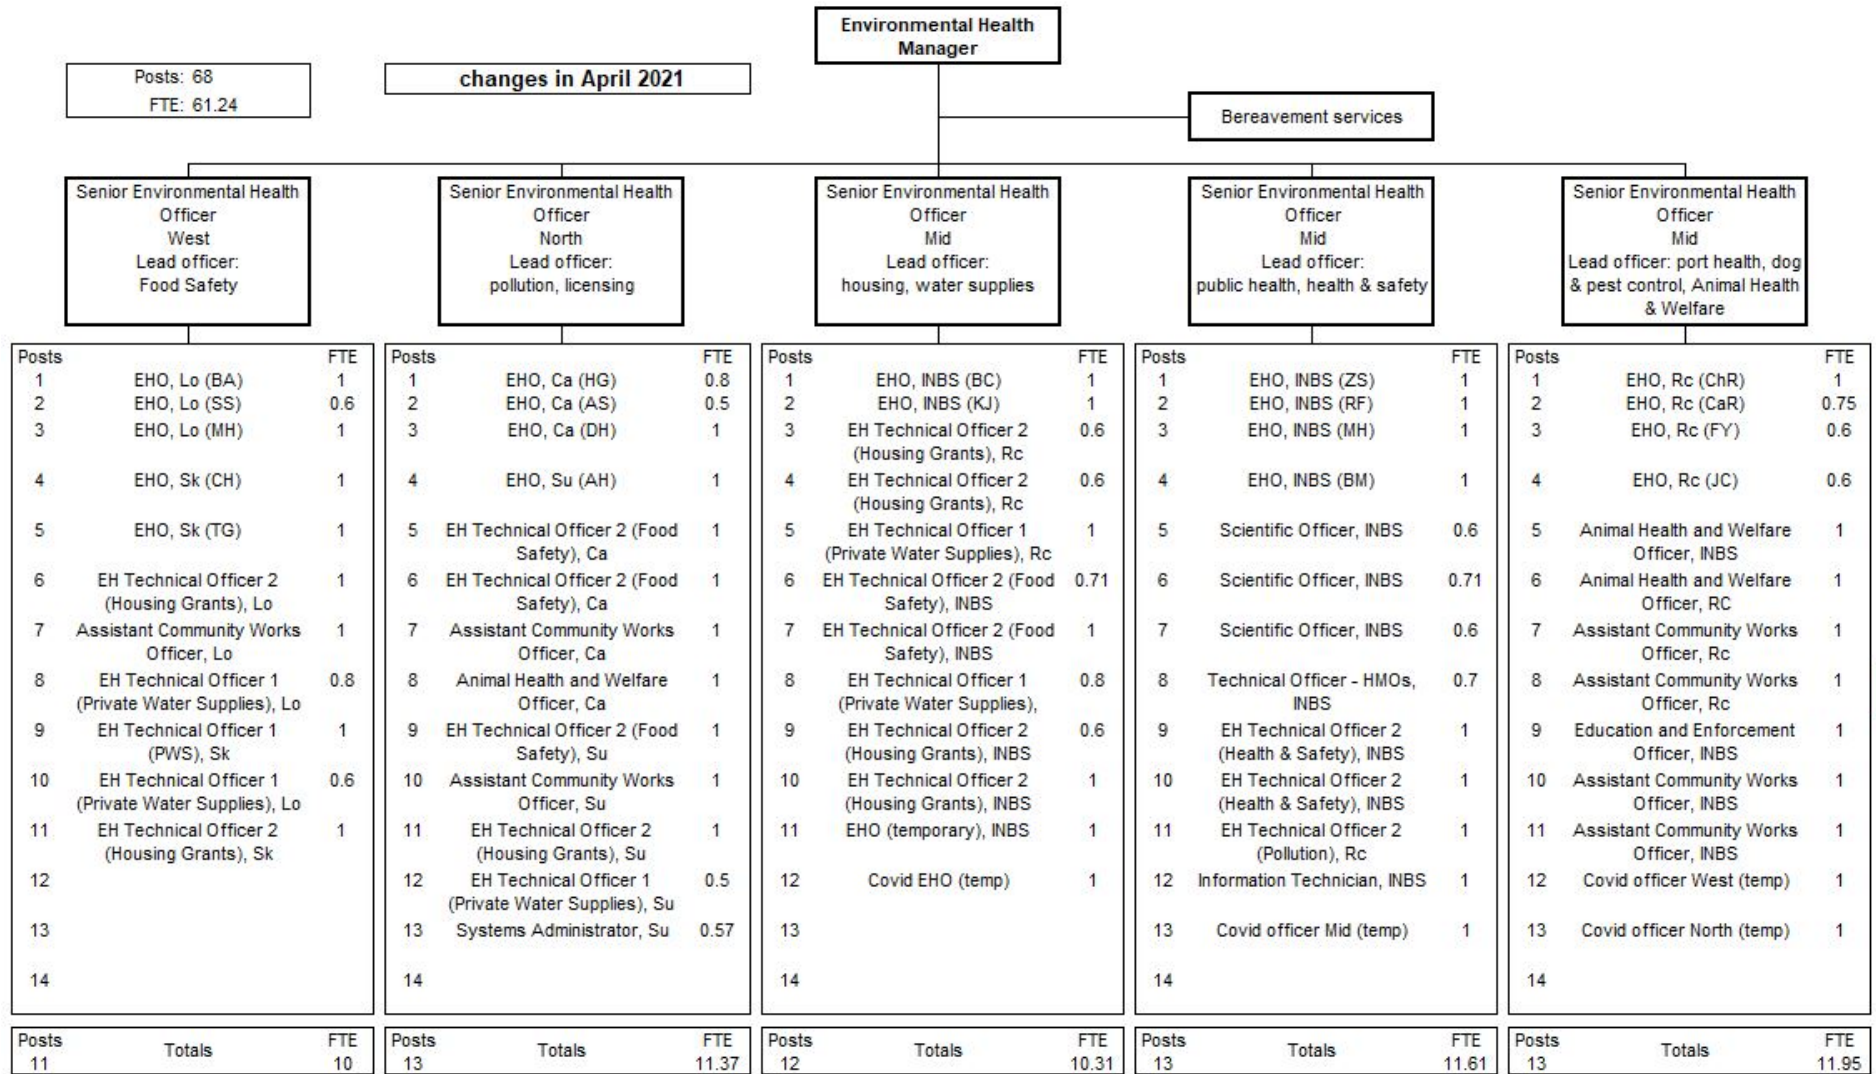 Environmental Health
Manager
Posts: 68
FTE: 61.24
changes in April 2021
Bereavement services
Senior Environmental Health
Officer
West
Lead officer:
Food Safety
Senior Environmental Health
Officer
North
Lead officer:
pollution, licensing
Senior Environmental Health
Officer
Mid
Lead officer:
housing, water supplies
Senior Environmental Health
Officer
Mid
Lead officer:
public health, health & safety
Senior Environmental Health
Officer
Mid
Lead officer: port health, dog
& pest control, Animal Health
& Welfare
Posts FTE
1 EHO, Lo (BA) 1
2 EHO, Lo (SS) 0.6
3 EHO, Lo (MH) 1
4 EHO, Sk (CH) 1
5 EHO, Sk (TG) 1
6 EH Technical Officer 2 1
(Housing Grants), Lo
7 Assistant Community Works 1
Officer, Lo
8 EH Technical Officer 1 0.8
(Private Water Supplies), Lo
9 EH Technical Officer 1 1
(PWS), Sk
10 EH Technical Officer 1 0.6
(Private Water Supplies), Lo
11 EH Technical Officer 2 1
(Housing Grants), Sk
12
13
14
Posts Totals FTE
11 10
Posts FTE
1 EHO, Ca (HG) 0.8
2 EHO, Ca (AS) 0.5
3 EHO, Ca (DH) 1
4 EHO, Su (AH) 1
5 EH Technical Officer 2 (Food 1
Safety), Ca
6 EH Technical Officer 2 (Food 1
Safety), Ca
7 Assistant Community Works 1
Officer, Ca
8 Animal Health and Welfare 1
Officer, Ca
9 EH Technical Officer 2 (Food 1
Safety), Su
10 Assistant Community Works 1
Officer, Su
11 EH Technical Officer 2 1
(Housing Grants), Su
12 EH Technical Officer 1 0.5
(Private Water Supplies), Su
13 Systems Administrator, Su 0.57
14
Posts Totals FTE
13 11.37
Posts FTE
1 EHO, INBS (BC) 1
2 EHO, INBS (KJ) 1
3 EH Technical Officer 2 0.6
(Housing Grants), Rc
4 EH Technical Officer 2 0.6
(Housing Grants), Rc
5 EH Technical Officer 1 1
(Private Water Supplies), Rc
6 EH Technical Officer 2 (Food 0.71
Safety), INBS
7 EH Technical Officer 2 (Food 1
Safety), INBS
8 EH Technical Officer 1 0.8
(Private Water Supplies),
9 EH Technical Officer 2 0.6
(Housing Grants), INBS
10 EH Technical Officer 2 1
(Housing Grants), INBS
11 EHO (temporary), INBS 1
12 Covid EHO (temp) 1
13
14
Posts Totals FTE
12 10.31
Posts FTE
1 EHO, INBS (ZS) 1
2 EHO, INBS (RF) 1
3 EHO, INBS (MH) 1
4 EHO, INBS (BM) 1
5 Scientific Officer, INBS 0.6
6 Scientific Officer, INBS 0.71
7 Scientific Officer, INBS 0.6
8 Technical Officer - HMOs, 0.7
INBS
9 EH Technical Officer 2 1
(Health & Safety), INBS
10 EH Technical Officer 2 1
(Health & Safety), INBS
11 EH Technical Officer 2 1
(Pollution), Rc
12 Information Technician, INBS 1
13 Covid officer Mid (temp) 1
14
Posts Totals FTE
13 11.61
Posts FTE
1 EHO, Rc (ChR) 1
2 EHO, Rc (CaR) 0.75
3 EHO, Rc (FY) 0.6
4 EHO, Rc (JC) 0.6
5 Animal Health and Welfare 1
Officer, INBS
6 Animal Health and Welfare 1
Officer, RC
7 Assistant Community Works 1
Officer, Rc
8 Assistant Community Works 1
Officer, Rc
9 Education and Enforcement 1
Officer, INBS
10 Assistant Community Works 1
Officer, INBS
11 Assistant Community Works 1
Officer, INBS
12 Covid officer West (temp) 1
13 Covid officer North (temp) 1
14
Posts Totals FTE
13 11.95